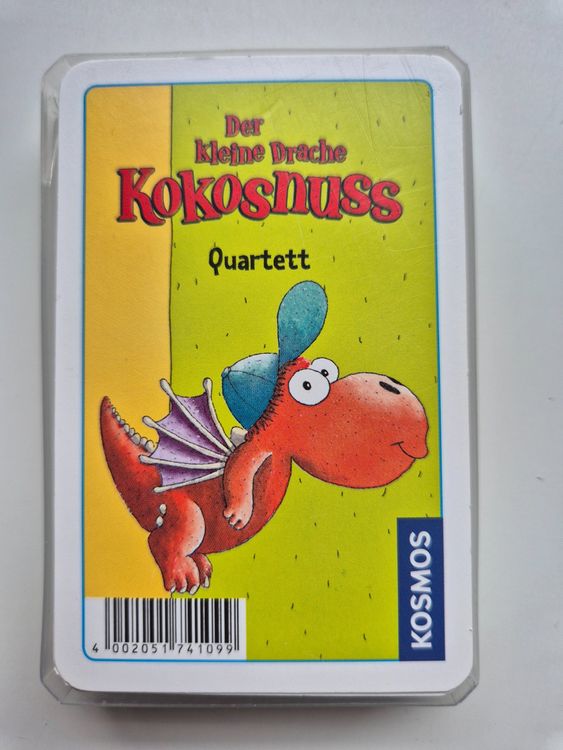 Der
kleine Drache
Kokosnuss
Quartett
KOSMOS
4 002051 741099